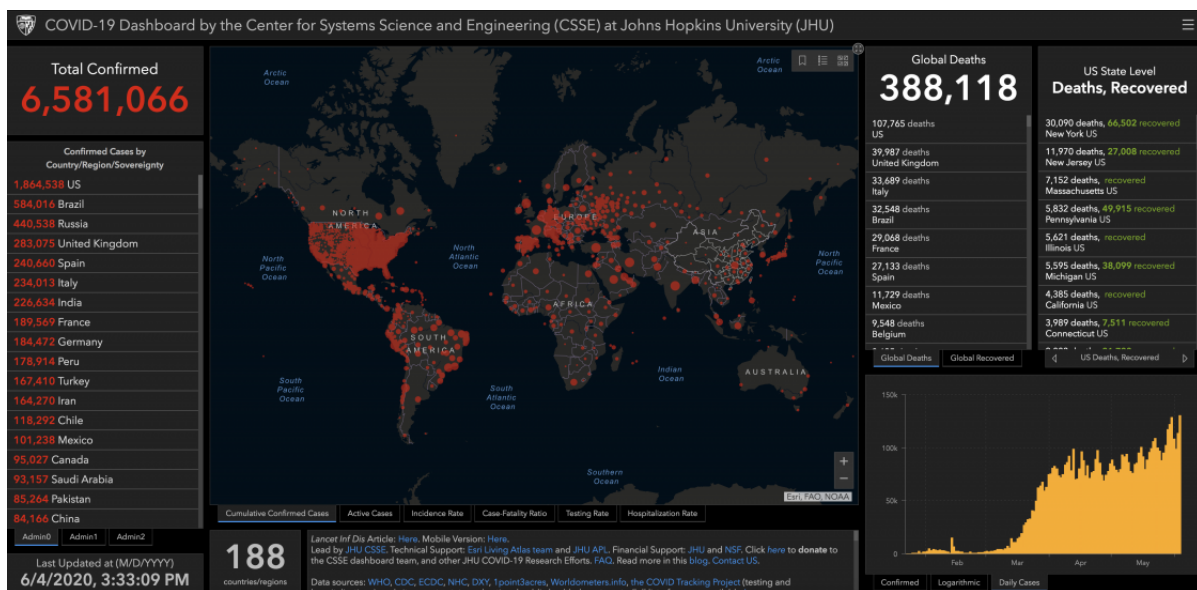 COVID-19 Dashboard by the Center for Systems Science and Engineering (CSSE) at Johns Hopkins University (JHU)
Total Confirmed
6,581,066
Confirmed Cases by
Country/Region/Sovereignty
1,864,538 US
584,016 Brazil
440,538 Russia
283,075 United Kingdom
240,660 Spain
234,013 Italy
226,634 India
189,569 France
184,472 Germany
178,914 Peru
167,410 Turkey
164,270 Iran
118,292 Chile
101,238 Mexico
95,027 Canada
93,157 Saudi Arabia
85,264 Pakistan
84,166 China
Admin0
Admin1
Admin2
Last Updated at (M/D/YYYY)
6/4/2020, 3:33:09 PM
Arctic
Ocean
Arctic
Ocean
NORTH
AMERICA
EUROPE
ASIA
North
Pacific
Ocean
North
Atlantic
Ocean
North
Pacific
Ocean
AFRICA
SOUTH
AMERICA
Indian
Ocean
AUSTRALIA
South
Pacific
Ocean
South
Atlantic
Ocean
Southern
Ocean
+
−
Esri, FAO, NOAA
Cumulative Confirmed Cases
Active Cases
Incidence Rate
Case-Fatality Ratio
Testing Rate
Hospitalization Rate
188
countries/regions
Lancet Inf Dis Article: Here. Mobile Version: Here.
Lead by JHU CSSE. Technical Support: Esri Living Atlas team and JHU APL. Financial Support: JHU and NSF. Click here to donate to
the CSSE dashboard team, and other JHU COVID-19 Research Efforts. FAQ. Read more in this blog. Contact US.
Data sources: WHO, CDC, ECDC, NHC, DXY, 1point3acres, Worldometers.info, the COVID Tracking Project (testing and
Global Deaths
388,118
107,765 deaths
US
39,987 deaths
United Kingdom
33,689 deaths
Italy
32,548 deaths
Brazil
29,068 deaths
France
27,133 deaths
Spain
11,729 deaths
Mexico
9,548 deaths
Belgium
Global Deaths
Global Recovered
US State Level
Deaths, Recovered
30,090 deaths, 66,502 recovered
New York US
11,970 deaths, 27,008 recovered
New Jersey US
7,152 deaths, recovered
Massachusetts US
5,832 deaths, 49,915 recovered
Pennsylvania US
5,621 deaths, recovered
Illinois US
5,595 deaths, 38,099 recovered
Michigan US
4,385 deaths, recovered
California US
3,989 deaths, 7,511 recovered
Connecticut US
US Deaths, Recovered
150k
100k
50k
0
Feb
Mar
Apr
May
Confirmed
Logarithmic
Daily Cases